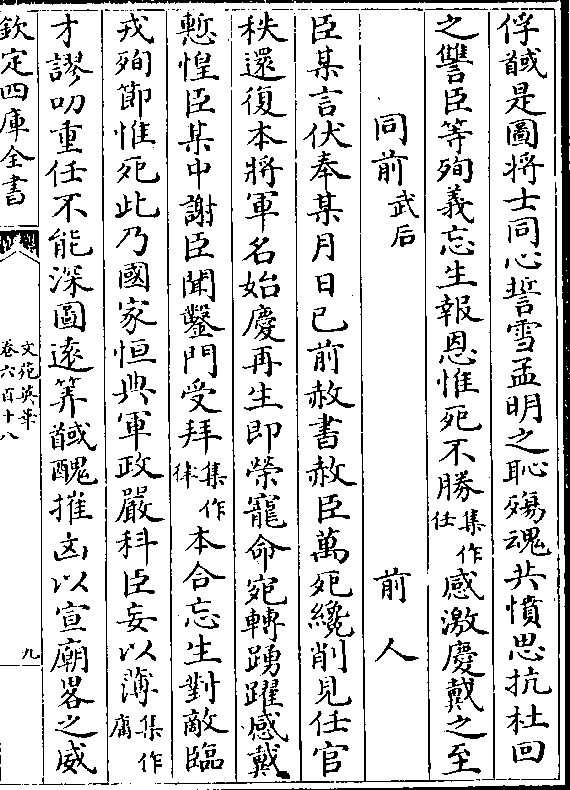 俘馘是圖將士同心誓雪孟明之恥殤魂共憤思抗杜回
之讐臣等殉義忘生報恩惟死不勝集作任感激慶戴之至
同前武后 前人
臣某言伏奉某月日已前赦書赦臣萬死纔削見任官
秩還復本將軍名始慶再生即榮寵命宛轉踴躍感戴
慙惶臣某中謝臣聞鑿門受拜集作律本合忘生對敵臨
戎殉節惟死此乃國家恒典軍政嚴科臣妄以薄集作庸
才謬叨重任不能深圖遠筭馘醜摧凶以宣廟畧之威
欽定四庫全書
文苑英華
卷六百十八
九